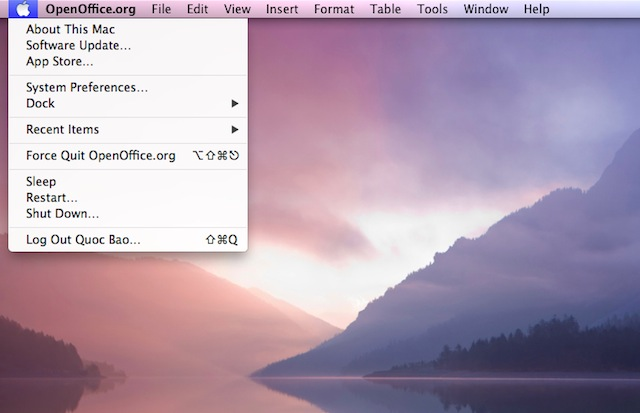 OpenOffice.org File Edit View Insert Format Table Tools Window Help
About This Mac
Software Update...
App Store...
System Preferences...
Dock
Recent Items
Force Quit OpenOffice.org ⌥⇧⌘⎋
Sleep
Restart...
Shut Down...
Log Out Quoc Bao... ⇧⌘Q